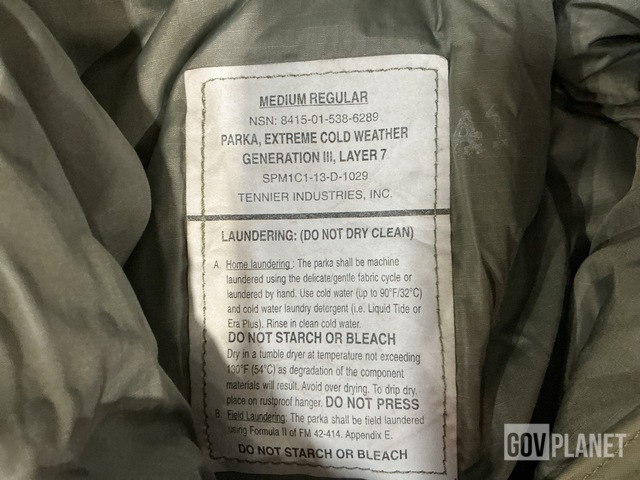 MEDIUM REGULAR
NSN: 8415-01-538-6289
PARKA, EXTREME COLD WEATHER
GENERATION III, LAYER 7
SPM1C1-13-D-1029
TENNIER INDUSTRIES, INC.
41
LAUNDERING: (DO NOT DRY CLEAN)
A. Home laundering : The parka shall be machine
laundered using the delicate/gentle fabric cycle or
laundered by hand. Use cold water (up to 90°F/32°C)
and cold water laundry detergent (i.e. Liquid Tide or
Era Plus). Rinse in clean cold water.
DO NOT STARCH OR BLEACH
Dry in a tumble dryer at temperature not exceeding
130°F (54°C) as degradation of the component
materials will result. Avoid over drying. To drip dry,
place on rustproof hanger. DO NOT PRESS
B. Field Laundering: The parka shall be field laundered
using Formula II of FM 42-414. Appendix E.
DO NOT STARCH OR BLEACH
GOVPLANET